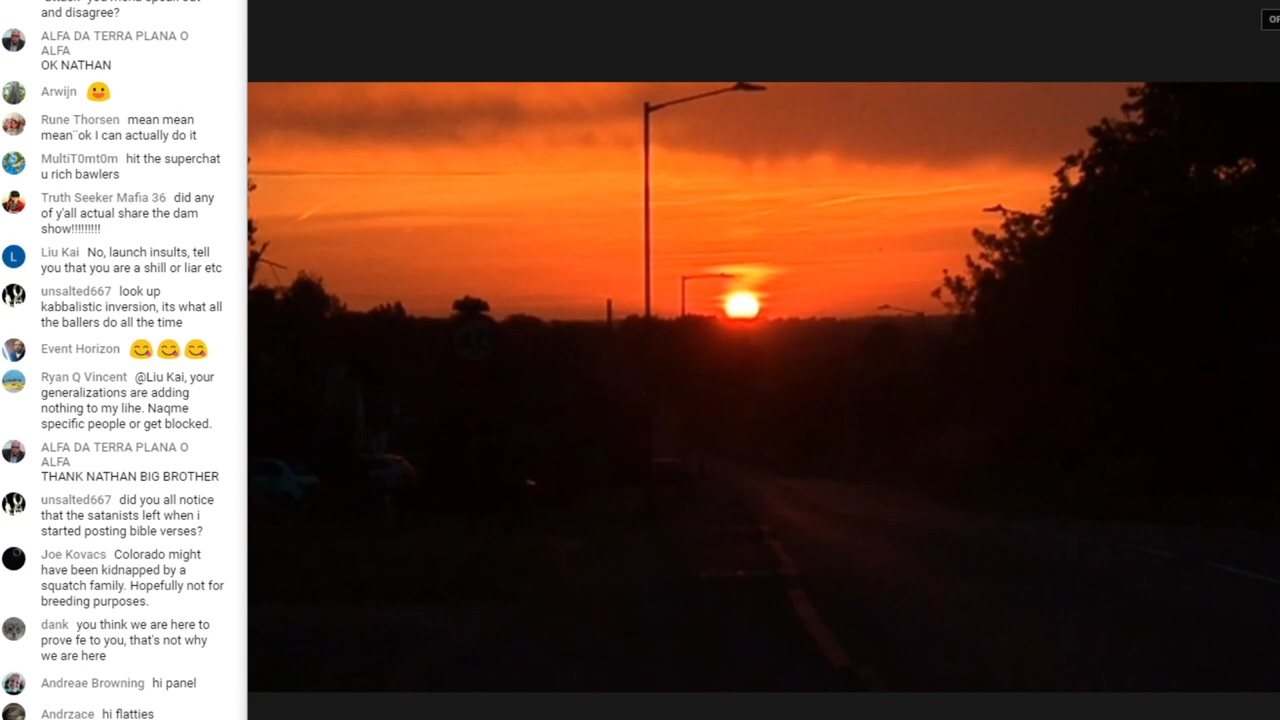 and disagree?
ALFA DA TERRA PLANA O
ALFA
OK NATHAN
Arwijn
Rune Thorsen mean mean
mean¨ok I can actually do it
MultiT0mt0m hit the superchat
u rich bawlers
Truth Seeker Mafia 36 did any
of y'all actual share the dam
show!!!!!!!!!
L
Liu Kai No, launch insults, tell
you that you are a shill or liar etc
unsalted667 look up
kabbalistic inversion, its what all
the ballers do all the time
Event Horizon
Ryan Q Vincent @Liu Kai, your
generalizations are adding
nothing to my lihe. Naqme
specific people or get blocked.
ALFA DA TERRA PLANA O
ALFA
THANK NATHAN BIG BROTHER
unsalted667 did you all notice
that the satanists left when i
started posting bible verses?
Joe Kovacs Colorado might
have been kidnapped by a
squatch family. Hopefully not for
breeding purposes.
dank you think we are here to
prove fe to you, that's not why
we are here
Andreae Browning hi panel
Andrzace hi flatties